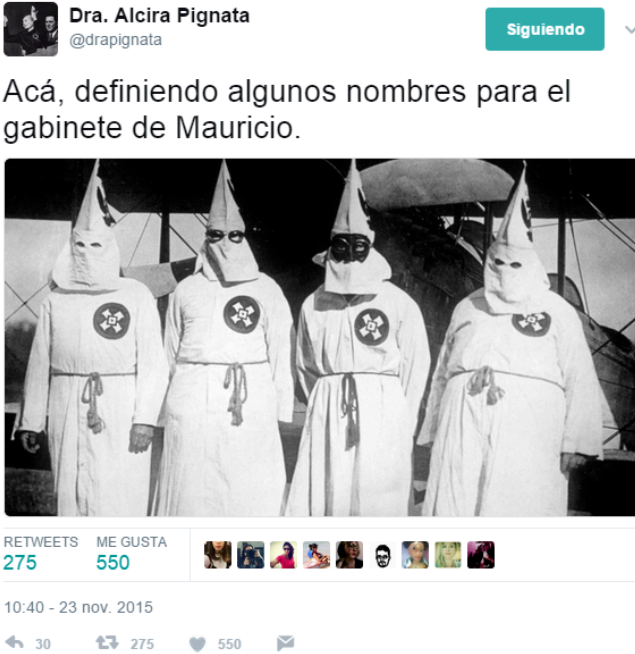 Dra. Alcira Pignata
@drapignata
Siguiendo
Acá, definiendo algunos nombres para el
gabinete de Mauricio.
RETWEETS ME GUSTA
275 550
10:40 - 23 nov. 2015
30 275 550